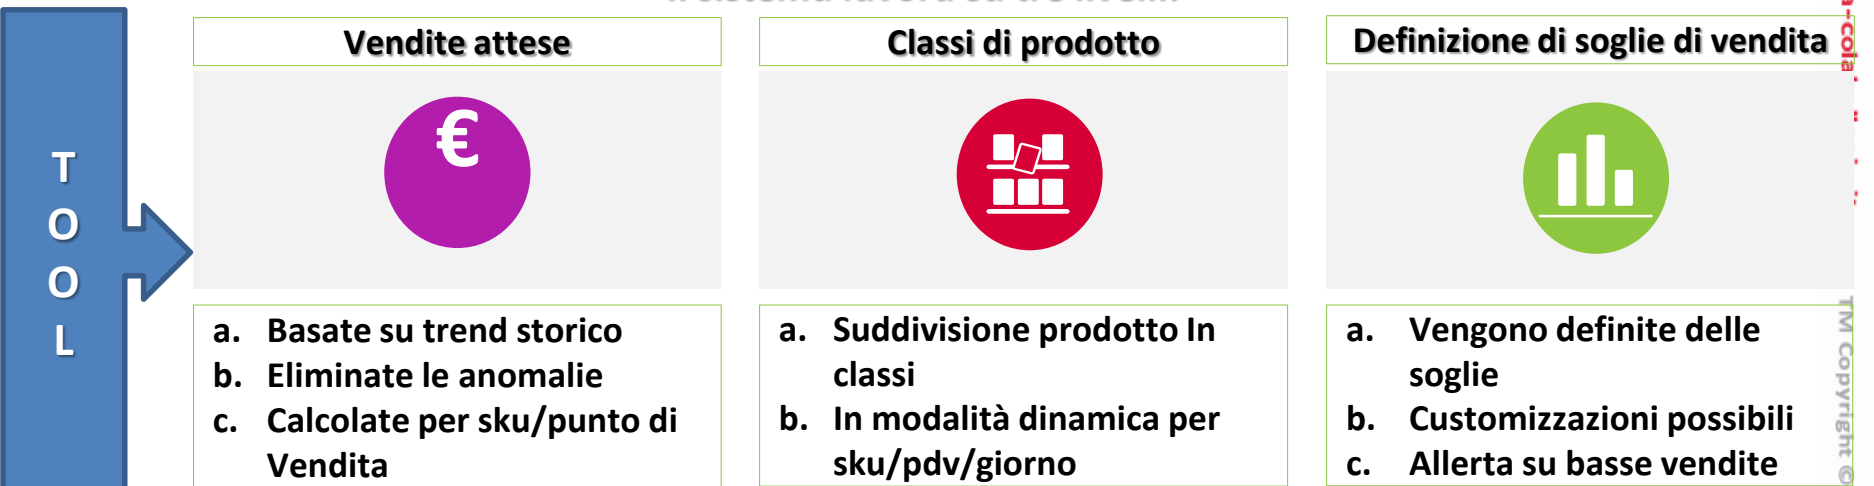 Vendite attese
Classi di prodotto
Definizione di soglie di vendita
T
O
O
L
€
a. Basate su trend storico
b. Eliminate le anomalie
c. Calcolate per sku/punto di
Vendita
a. Suddivisione prodotto In
classi
b. In modalità dinamica per
sku/pdv/giorno
a. Vengono definite delle
soglie
b. Customizzazioni possibili
c. Allerta su basse vendite
TM Copyright ©